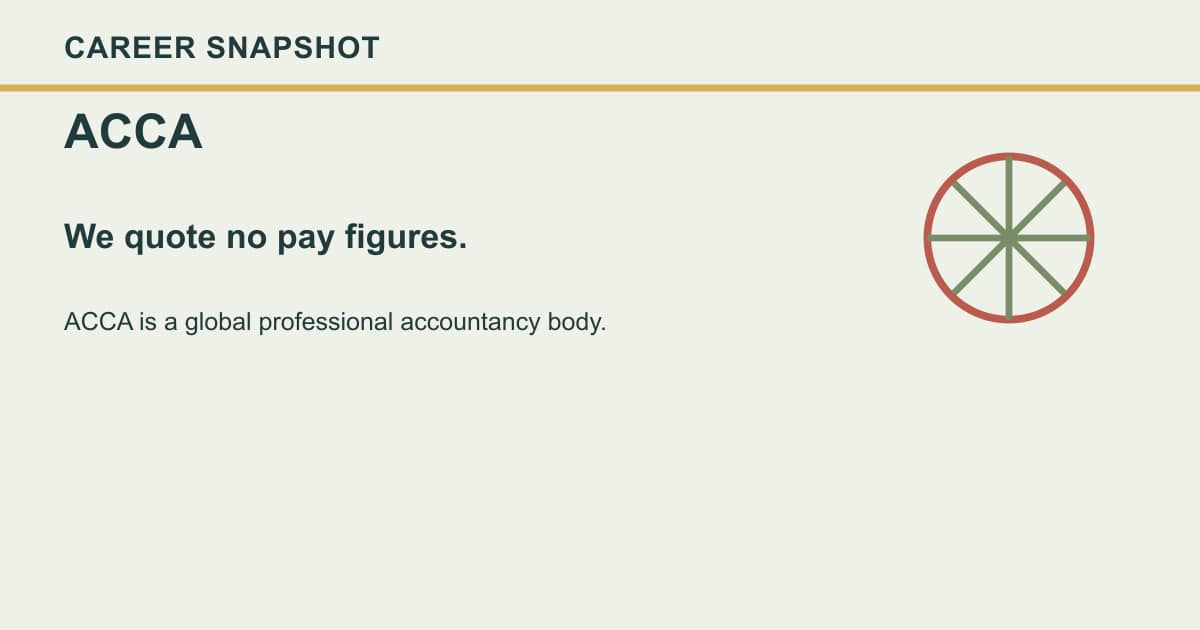 CAREER SNAPSHOT
ACCA
We quote no pay figures.
ACCA is a global professional accountancy body.